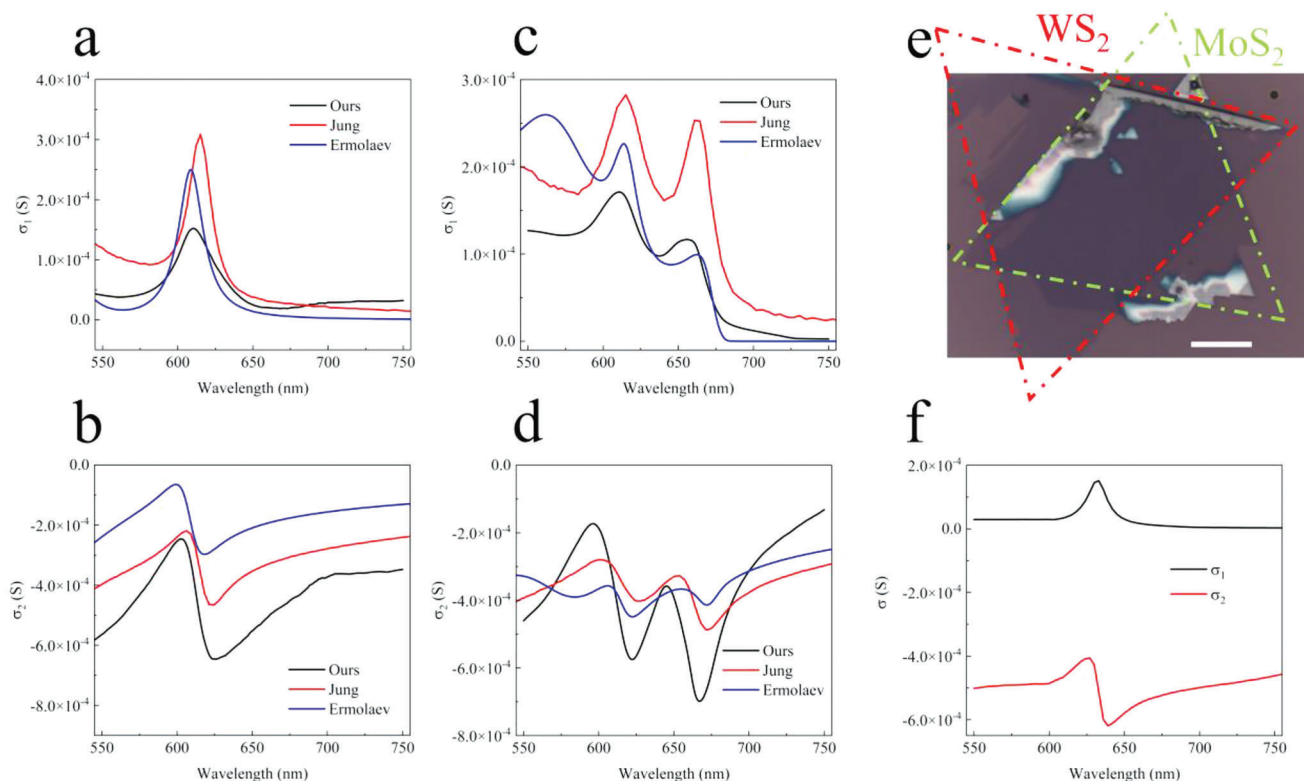 a
4.0×10⁻⁴
3.0×10⁻⁴
2.0×10⁻⁴
1.0×10⁻⁴
0.0
σ₁ (S)
550 600 650 700 750
Wavelength (nm)
Ours
Jung
Ermolaev
c
3.0×10⁻⁴
2.0×10⁻⁴
1.0×10⁻⁴
0.0
σ₁ (S)
550 600 650 700 750
Wavelength (nm)
Ours
Jung
Ermolaev
e
WS₂
MoS₂
b
0.0
-2.0×10⁻⁴
-4.0×10⁻⁴
-6.0×10⁻⁴
-8.0×10⁻⁴
σ₂ (S)
550 600 650 700 750
Wavelength (nm)
Ours
Jung
Ermolaev
d
0.0
-2.0×10⁻⁴
-4.0×10⁻⁴
-6.0×10⁻⁴
-8.0×10⁻⁴
σ₂ (S)
550 600 650 700 750
Wavelength (nm)
Ours
Jung
Ermolaev
f
2.0×10⁻⁴
0.0
-2.0×10⁻⁴
-4.0×10⁻⁴
-6.0×10⁻⁴
σ (S)
550 600 650 700 750
Wavelength (nm)
σ₁
σ₂